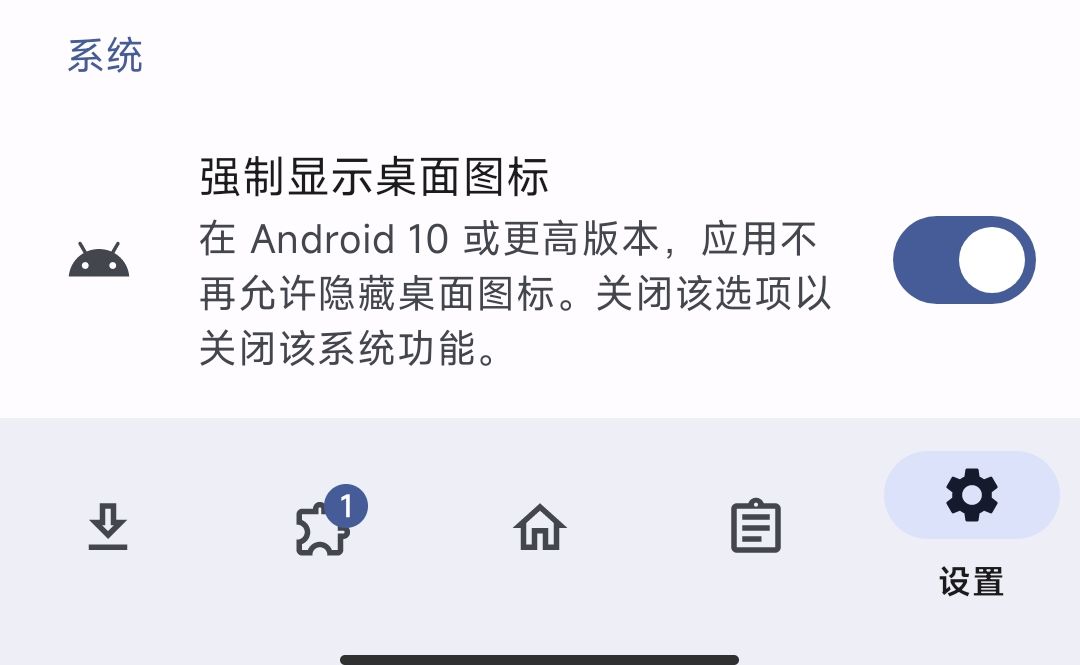 系统
强制显示桌面图标
在 Android 10 或更高版本，应用不
再允许隐藏桌面图标。关闭该选项以
关闭该系统功能。
1
设置